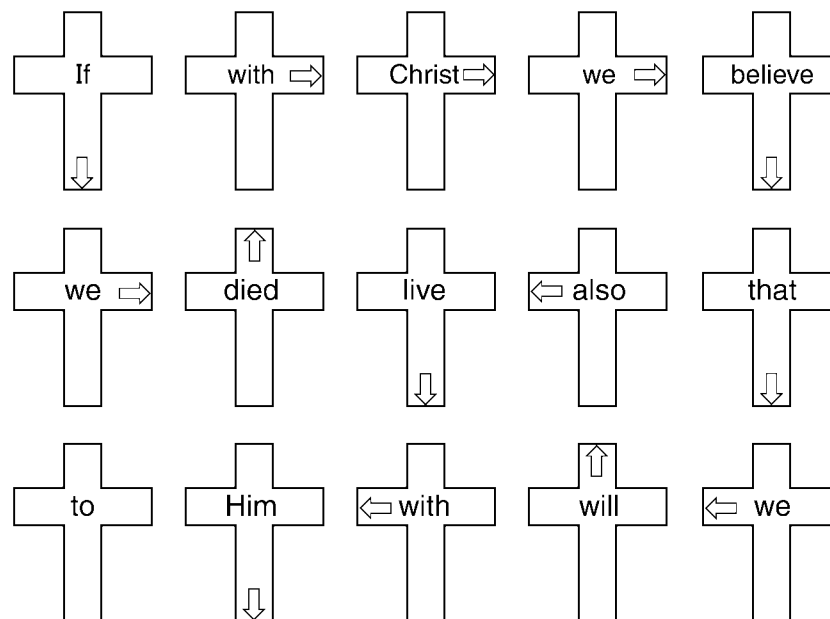 If with Christ we believe
we died live also that
to Him with will we